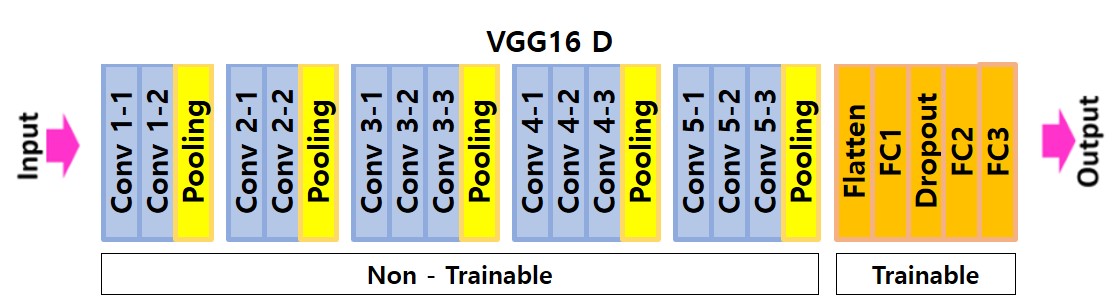 VGG16 D
Input
Conv 1-1
Conv 1-2
Pooling
Conv 2-1
Conv 2-2
Pooling
Conv 3-1
Conv 3-2
Conv 3-3
Pooling
Conv 4-1
Conv 4-2
Conv 4-3
Pooling
Conv 5-1
Conv 5-2
Conv 5-3
Pooling
Flatten
FC1
Dropout
FC2
FC3
Output
Non - Trainable
Trainable